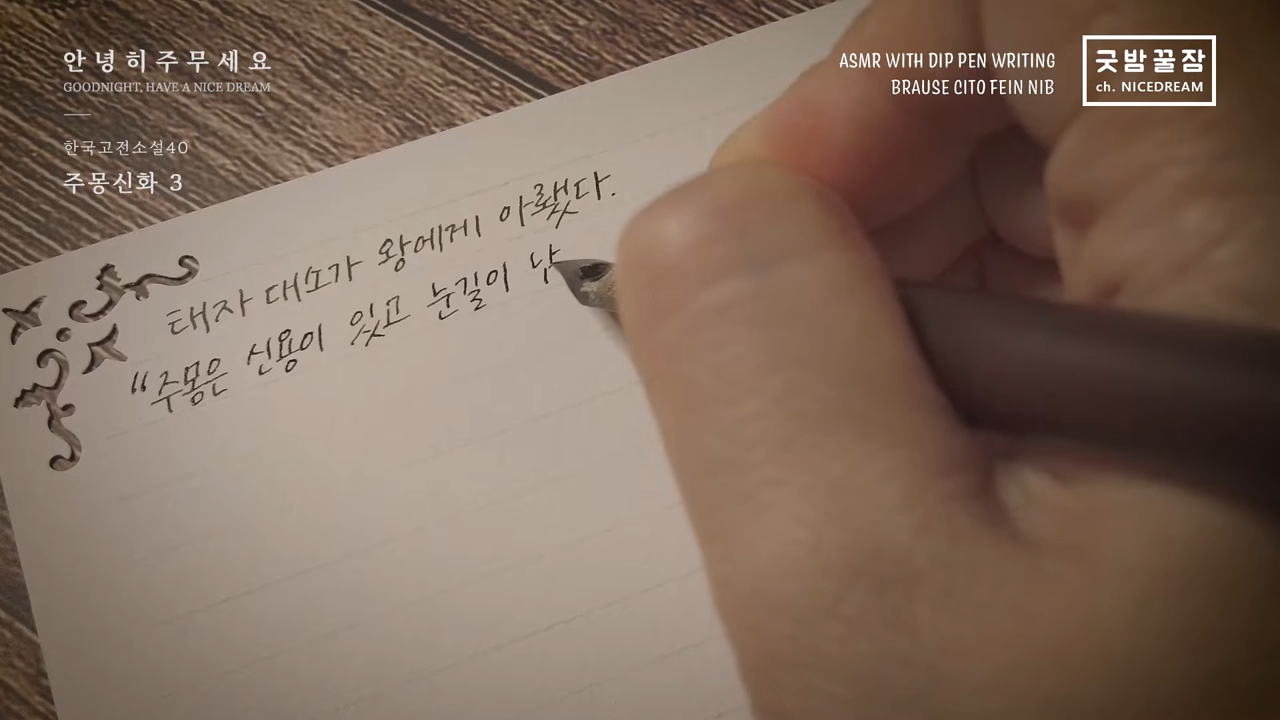 안녕히주무세요
GOODNIGHT, HAVE A NICE DREAM
한국고전소설40
주몽신화 3
ASMR WITH DIP PEN WRITING
BRAUSE CITO FEIN NIB
굿밤꿀잠
ch. NICEDREAM
태자 대소가 왕에게 아뢨다.
“주몽은 신용이 있고 눈길이 남